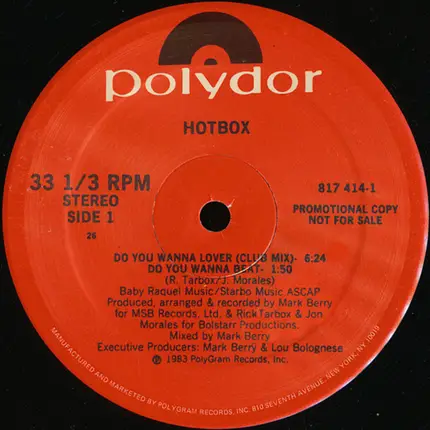 polydor
HOTBOX
33 1/3 RPM
STEREO
SIDE 1
26
817 414-1
PROMOTIONAL COPY
NOT FOR SALE
DO YOU WANNA LOVER (CLUB MIX)- 6:24
DO YOU WANNA BEAT- 1:50
(R. Tarbox/J. Morales)
Baby Raquel Music/Starbo Music ASCAP
Produced, arranged & recorded by Mark Berry
for MSB Records, Ltd, & Rick Tarbox & Jon
Morales for Bolstarr Productions.
Mixed by Mark Berry
Executive Producers: Mark Berry & Lou Bolognese
℗ 1983 PolyGram Records, Inc.
MANUFACTURED AND MARKETED BY POLYGRAM RECORDS, INC. 810 SEVENTH AVENUE, NEW YORK, N.Y. 10019